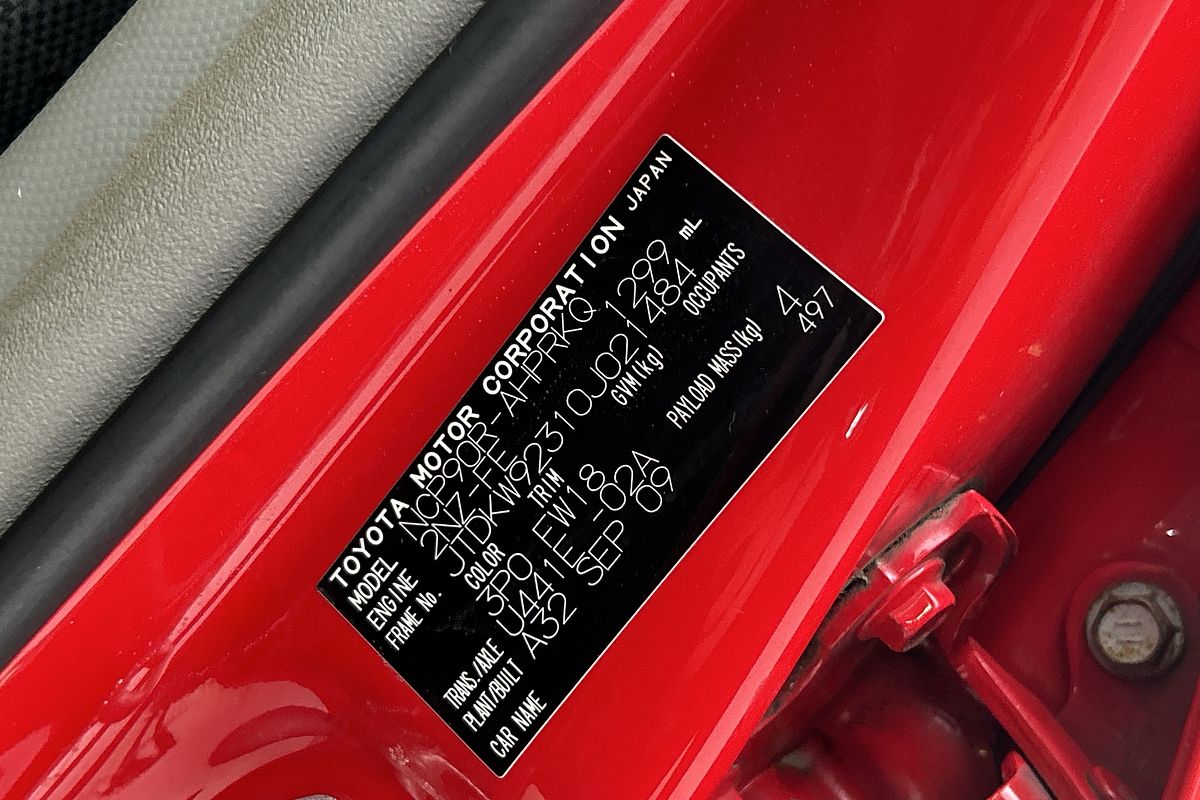 TOYOTA MOTOR CORPORATION JAPAN
MODEL NCP90R-AHPRKQ
ENGINE 2NZ-FE 1299 mL
FRAME No. JTDKW92310J021484
COLOR TRIM GVM(kg) OCCUPANTS
3P0 EW18 4
TRANS/AXLE U441E-02A PAYLOAD MASS(kg) 497
PLANT/BUILT A32 SEP 09
CAR NAME